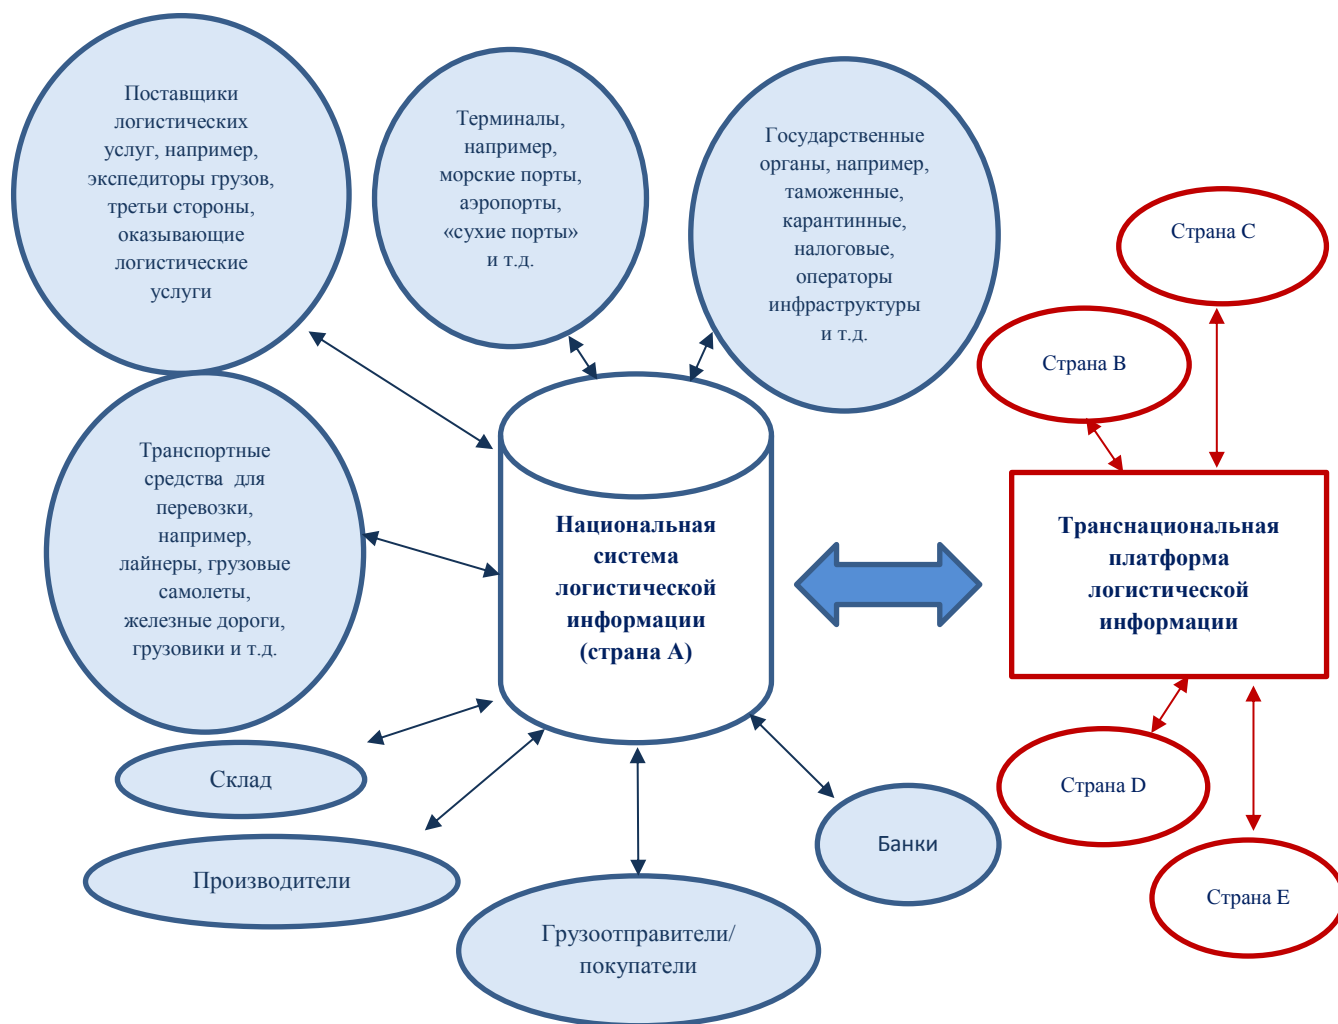 Поставщики
логистических
услуг, например,
экспедиторы грузов,
третьи стороны,
оказывающие
логистические
услуги
Терминалы,
например,
морские порты,
аэропорты,
«сухие порты»
и т.д.
Государственные
органы, например,
таможенные,
карантинные,
налоговые,
операторы
инфраструктуры
и т.д.
Страна C
Страна B
Транспортные
средства для
перевозки,
например,
лайнеры, грузовые
самолеты,
железные дороги,
грузовики и т.д.
Национальная
система
логистической
информации
(страна А)
Транснациональная
платформа
логистической
информации
Склад
Производители
Грузоотправители/
покупатели
Банки
Страна D
Страна E